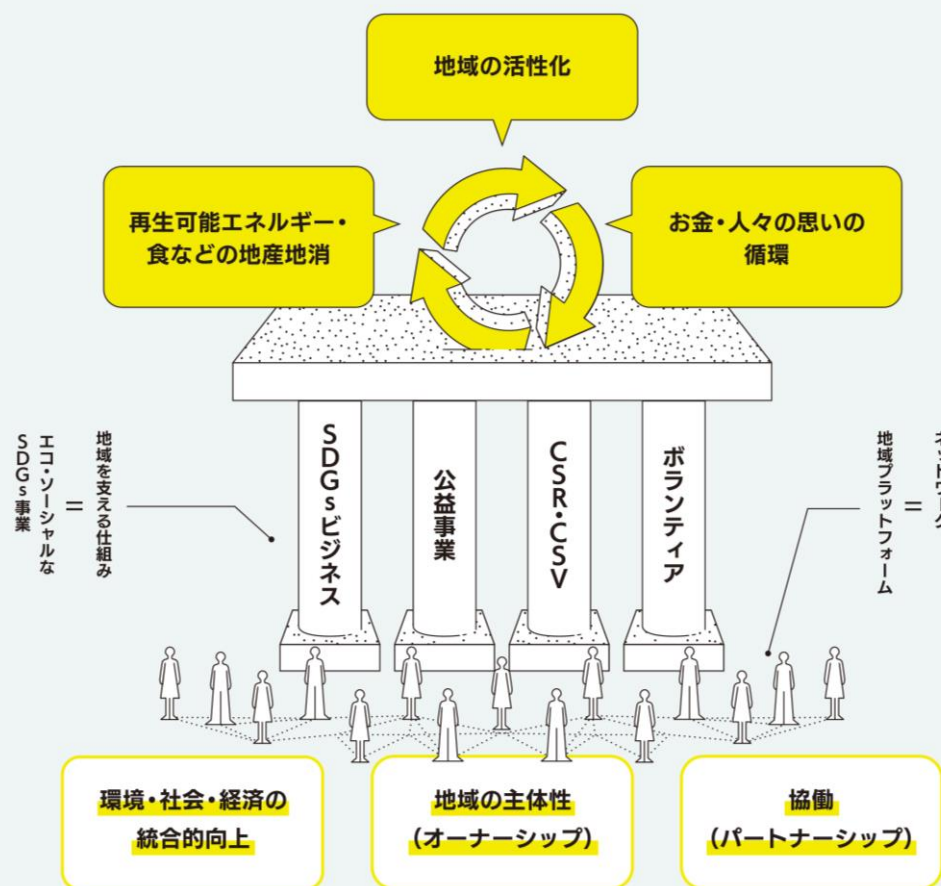 地域の活性化
再生可能エネルギー・
食などの地産地消
お金・人々の思いの
循環
地域を支える仕組み
＝
エコ・ソーシャルな
SDGs事業
SDGsビジネス
公益事業
CSR・CSV
ボランティア
＝
地域プラットフォーム
環境・社会・経済の
統合的向上
地域の主体性
（オーナーシップ）
協働
（パートナーシップ）